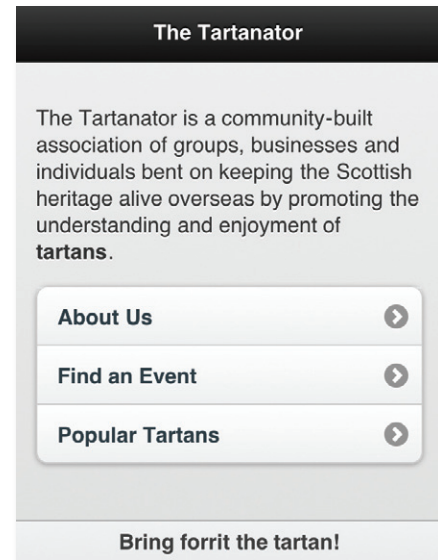 The Tartanator
The Tartanator is a community-built
association of groups, businesses and
individuals bent on keeping the Scottish
heritage alive overseas by promoting the
understanding and enjoyment of
tartans.
About Us
Find an Event
Popular Tartans
Bring forrit the tartan!